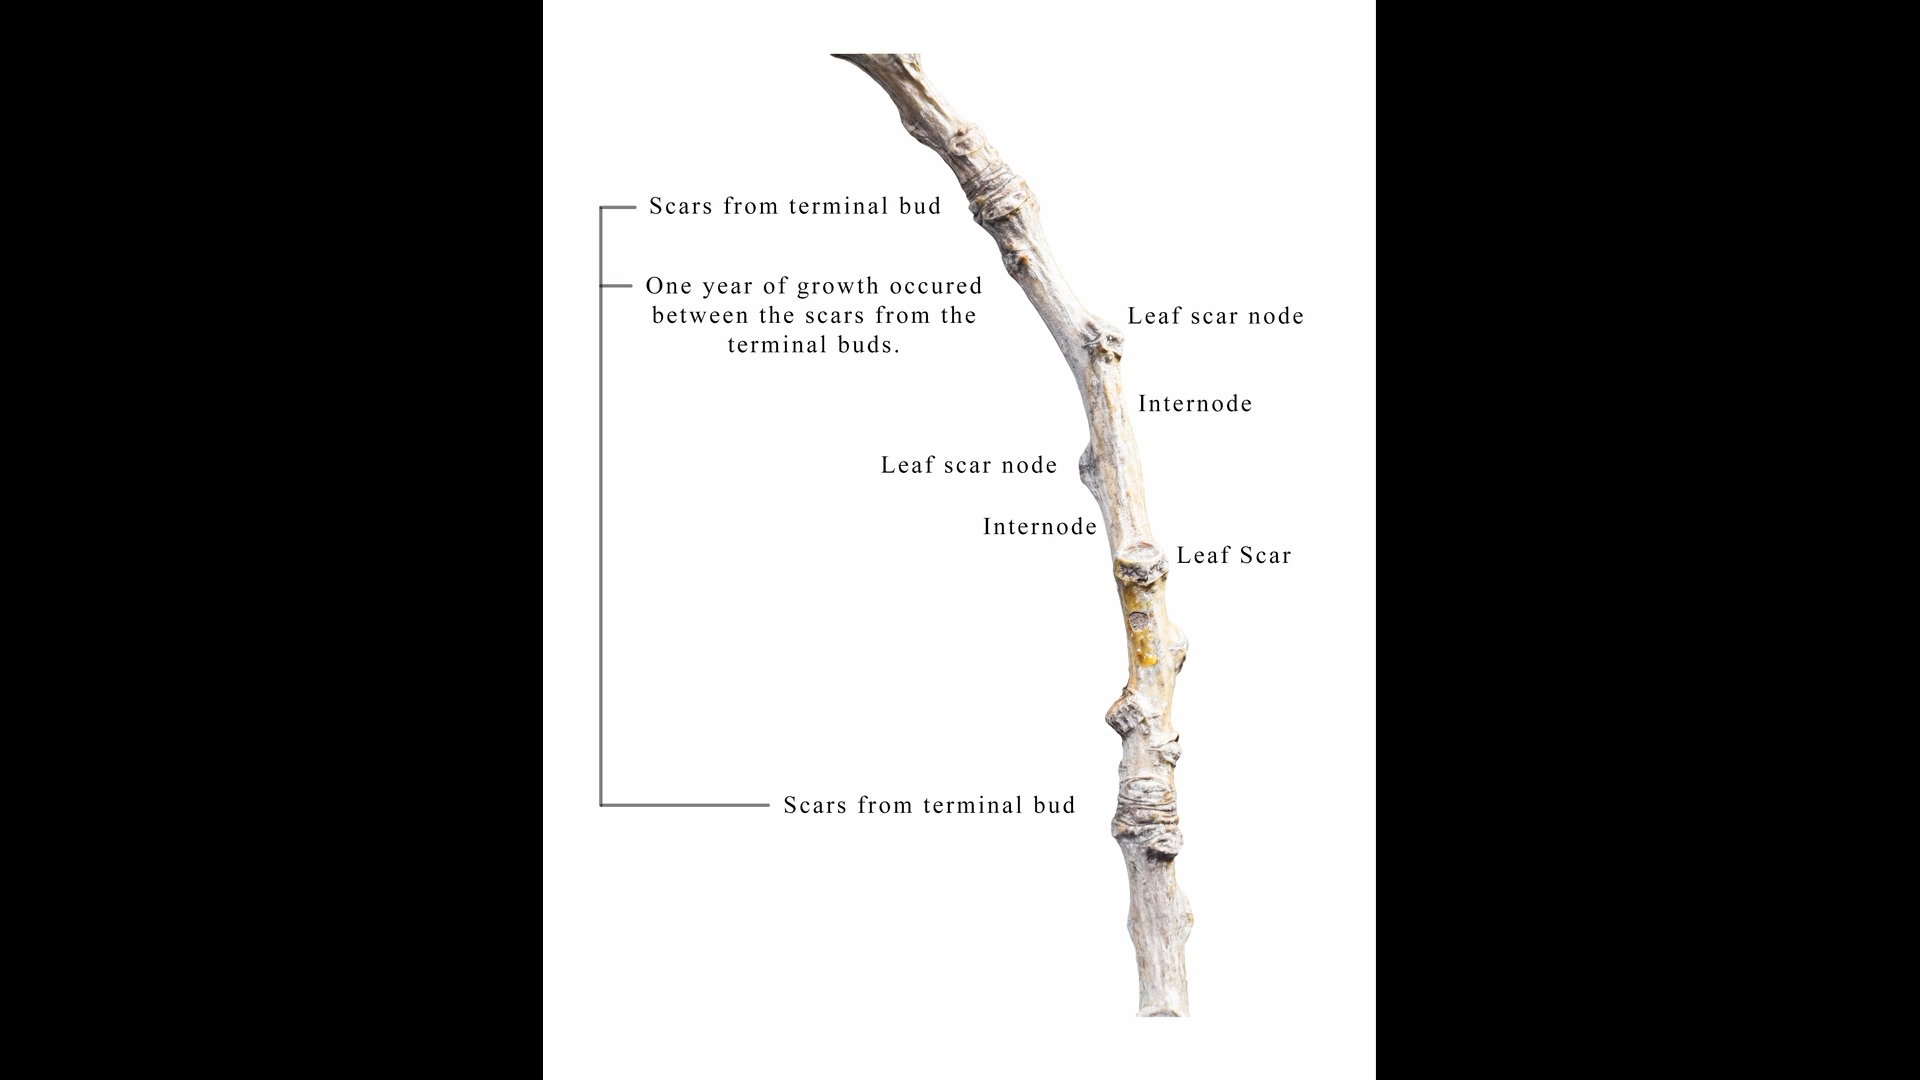 Scars from terminal bud
One year of growth occured
between the scars from the
terminal buds.
Leaf scar node
Internode
Leaf scar node
Internode
Leaf Scar
Scars from terminal bud